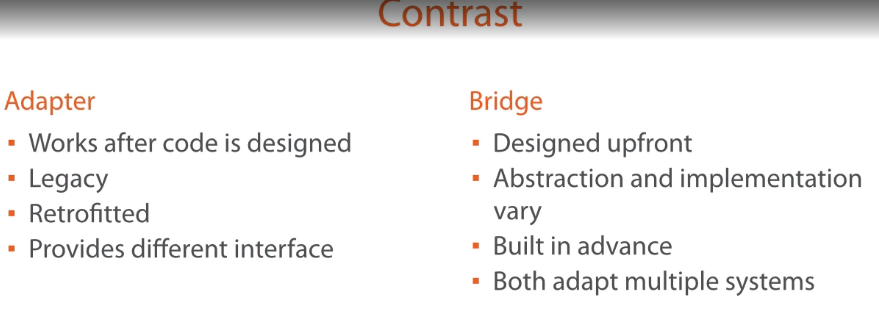 Contrast
Adapter
▪ Works after code is designed
▪ Legacy
▪ Retrofitted
▪ Provides different interface
Bridge
▪ Designed upfront
▪ Abstraction and implementation
vary
▪ Built in advance
▪ Both adapt multiple systems